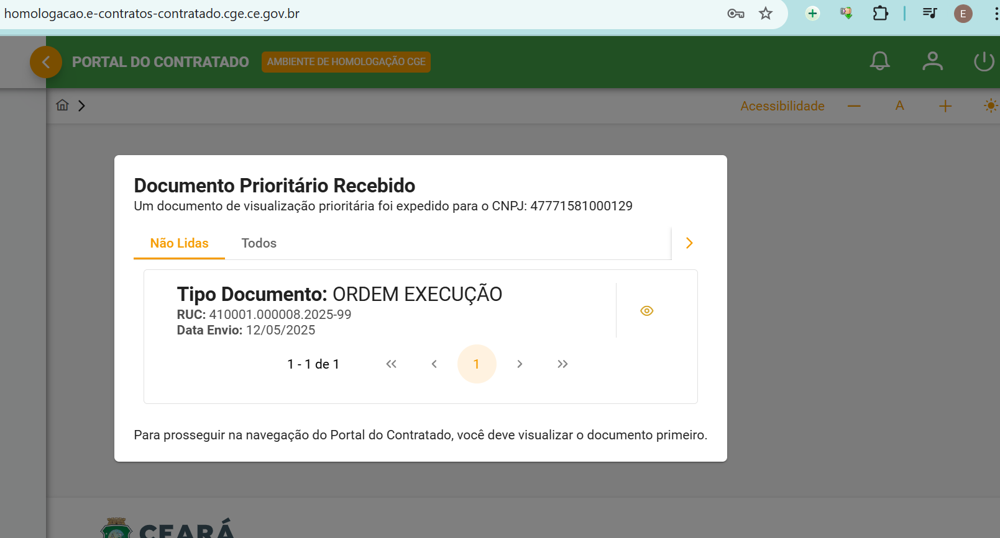 homologacao.e-contratos-contratado.cge.ce.gov.br
E
PORTAL DO CONTRATADO
AMBIENTE DE HOMOLOGAÇÃO CGE
Acessibilidade
A
Documento Prioritário Recebido
Um documento de visualização prioritária foi expedido para o CNPJ: 47771581000129
Não Lidas
Todos
Tipo Documento: ORDEM EXECUÇÃO
RUC: 410001.000008.2025-99
Data Envio: 12/05/2025
1 - 1 de 1
1
Para prosseguir na navegação do Portal do Contratado, você deve visualizar o documento primeiro.
CEARÁ